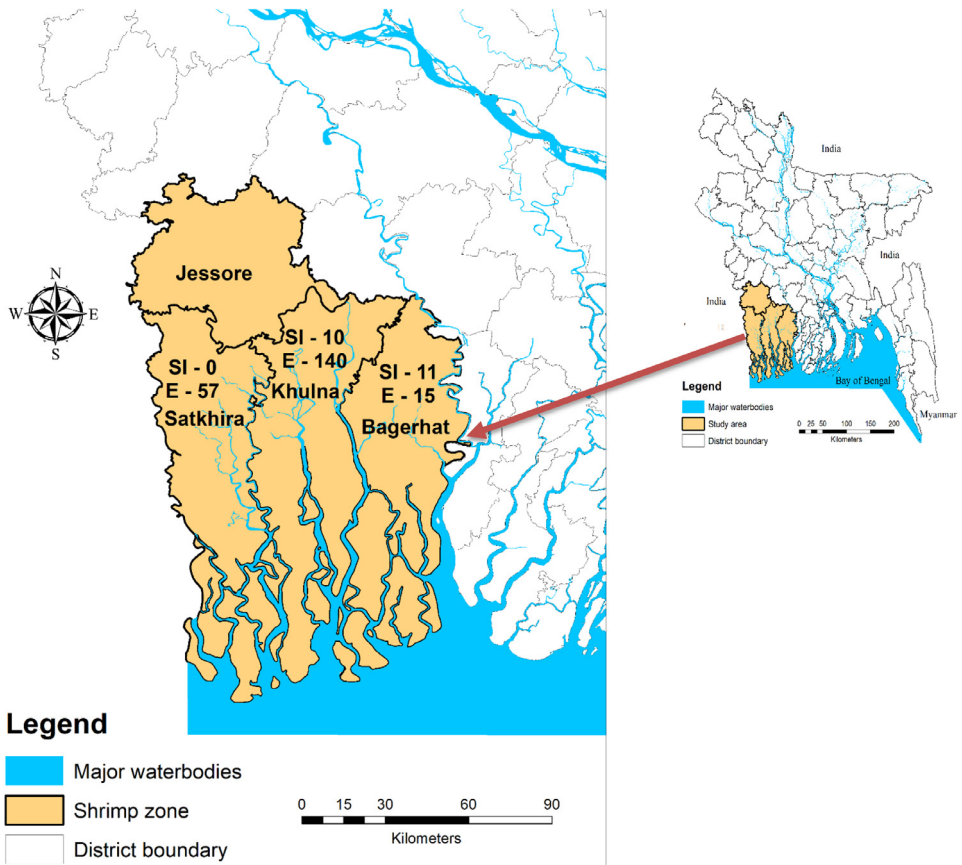 Jessore
N
W E
S
SI - 0
E - 57
Satkhira
SI - 10
E - 140
Khulna
SI - 11
E - 15
Bagerhat
Legend
Major waterbodies
Shrimp zone
District boundary
0 15 30 60 90
Kilometers
India
India
India
Bay of Bengal
Myanmar
Legend
Major waterbodies
Study area
District boundary
0 25 50 100 150 200
Kilometers